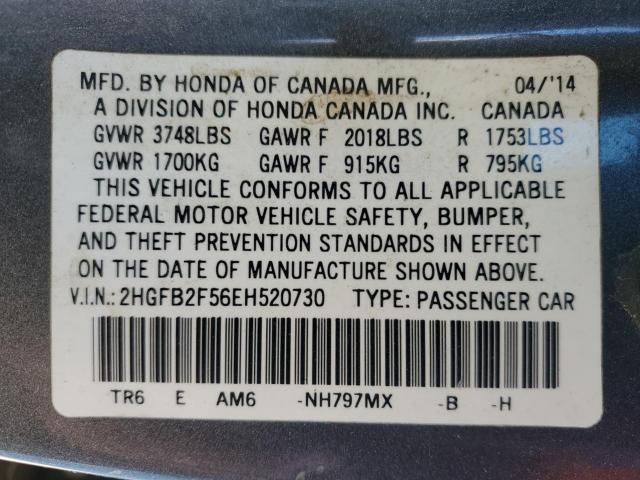 MFD. BY HONDA OF CANADA MFG., 04/'14
A DIVISION OF HONDA CANADA INC. CANADA
GVWR 3748LBS GAWR F 2018LBS R 1753LBS
GVWR 1700KG GAWR F 915KG R 795KG
THIS VEHICLE CONFORMS TO ALL APPLICABLE
FEDERAL MOTOR VEHICLE SAFETY, BUMPER,
AND THEFT PREVENTION STANDARDS IN EFFECT
ON THE DATE OF MANUFACTURE SHOWN ABOVE.
V.I.N.: 2HGFB2F56EH520730 TYPE: PASSENGER CAR
TR6 E AM6 -NH797MX -B -H